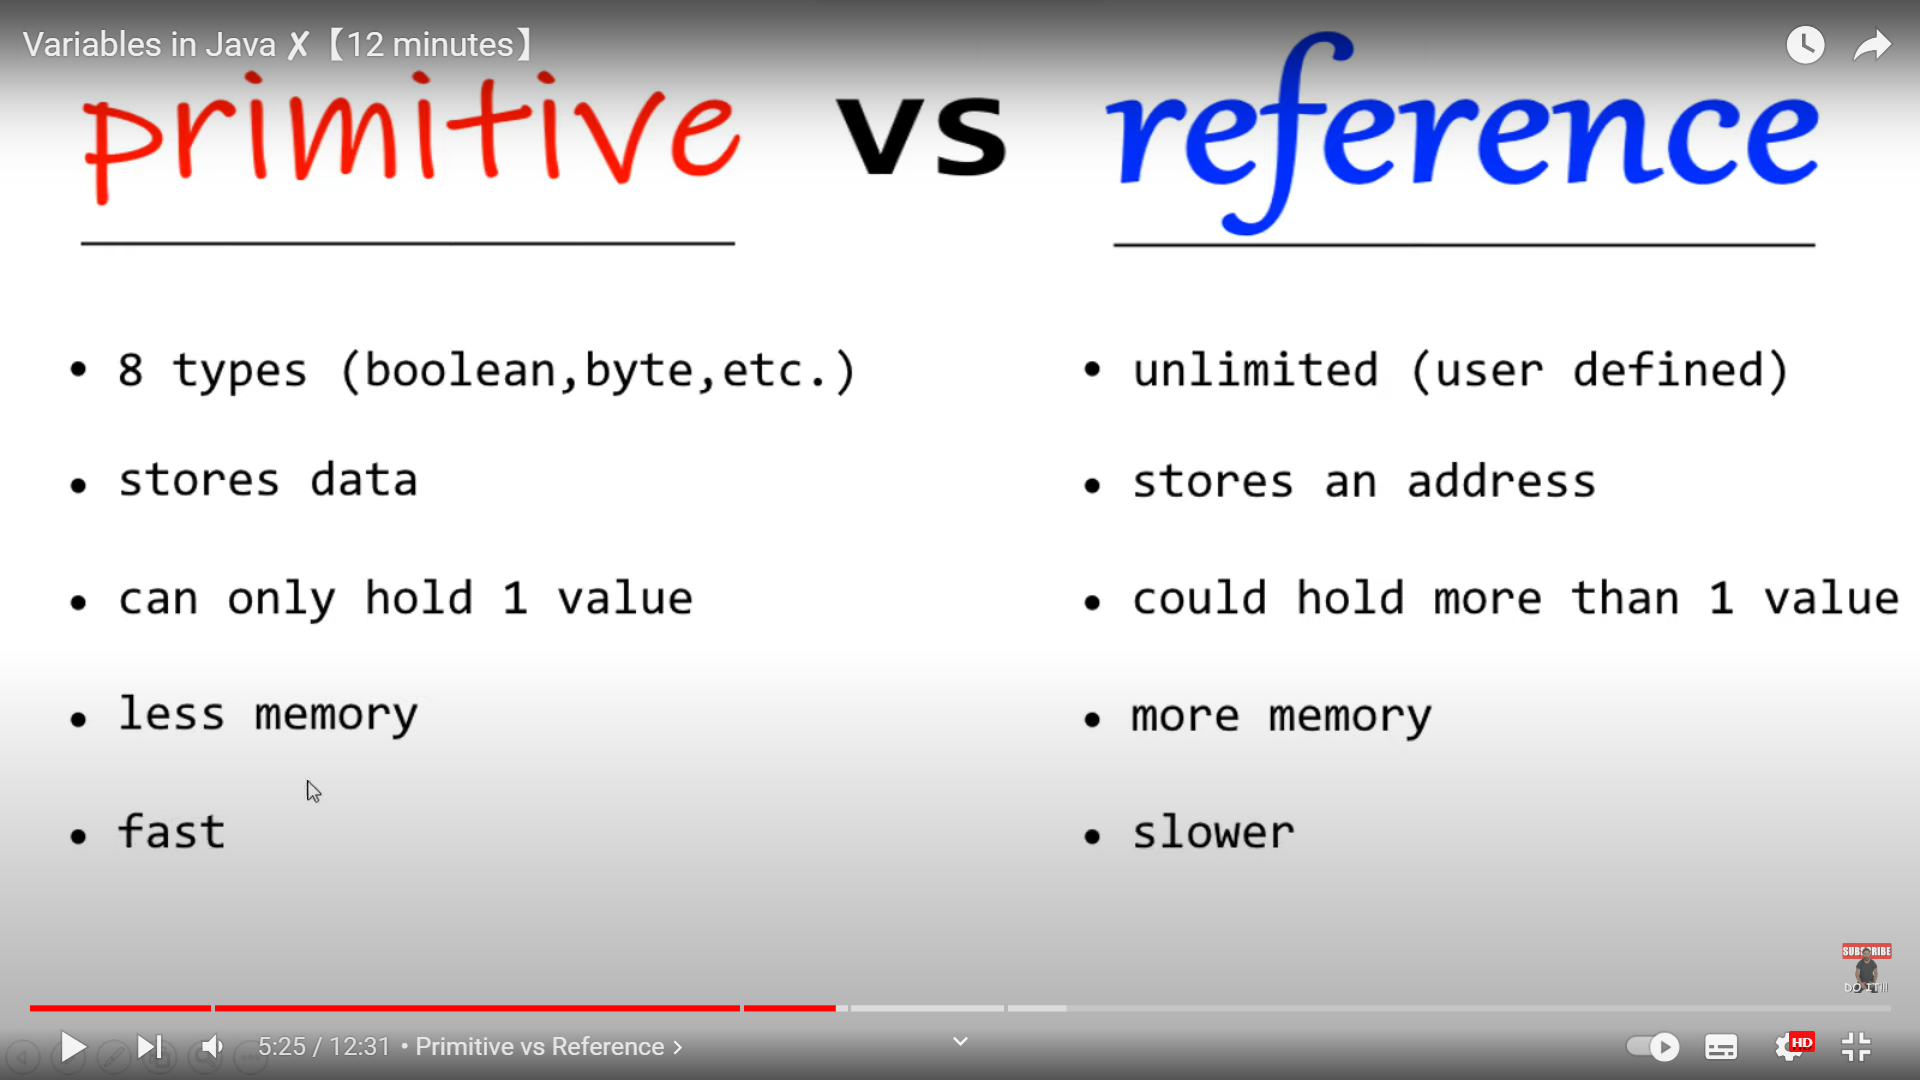 Variables in Java ✘【12 minutes】
primitive vs reference
• 8 types (boolean,byte,etc.)
• stores data
• can only hold 1 value
• less memory
• fast
• unlimited (user defined)
• stores an address
• could hold more than 1 value
• more memory
• slower
SUBSCRIBE
DO IT!!!
5:25 / 12:31 • Primitive vs Reference
HD